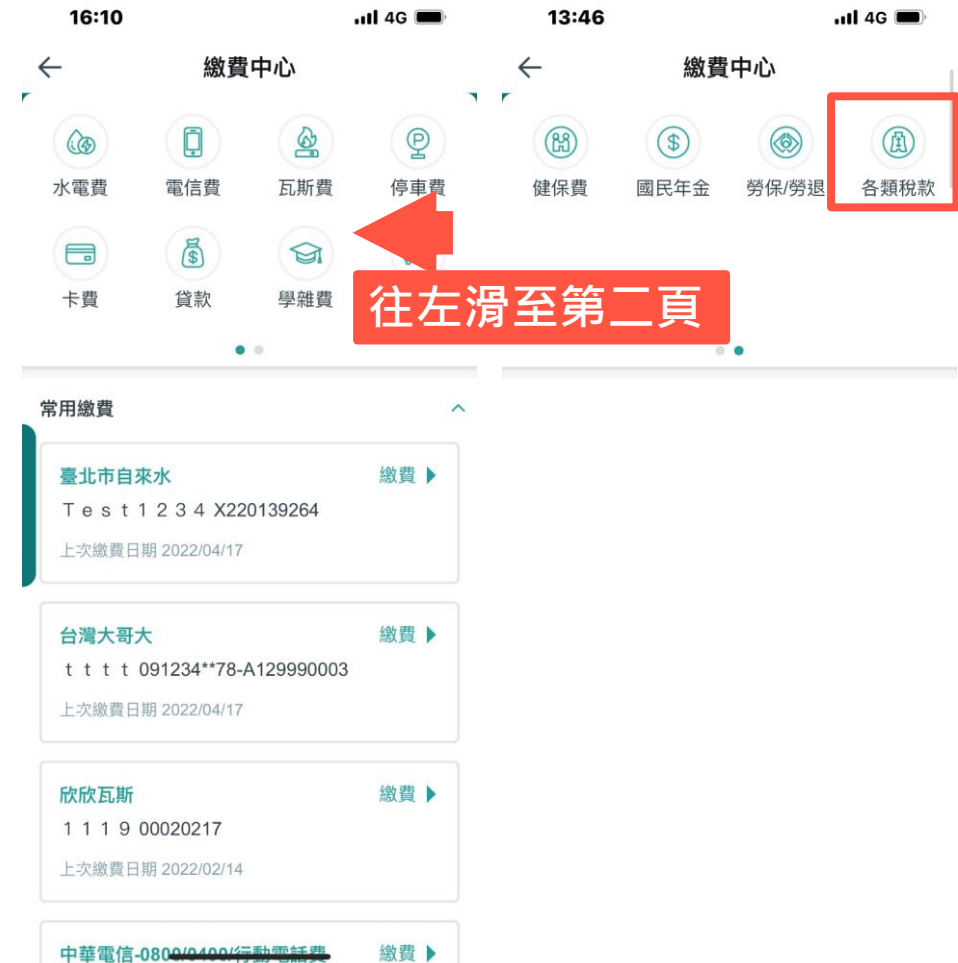 16:10
4G
繳費中心
水電費
電信費
瓦斯費
停車費
卡費
貸款
學雜費
往左滑至第二頁
常用繳費
臺北市自來水
繳費
Ｔｅｓｔ１２３４ X220139264
上次繳費日期 2022/04/17
台灣大哥大
繳費
ｔｔｔｔ 091234**78-A129990003
上次繳費日期 2022/04/17
欣欣瓦斯
繳費
１１１９ 00020217
上次繳費日期 2022/02/14
中華電信-0800/0400/行動電話費
繳費
13:46
4G
繳費中心
健保費
國民年金
勞保/勞退
各類稅款